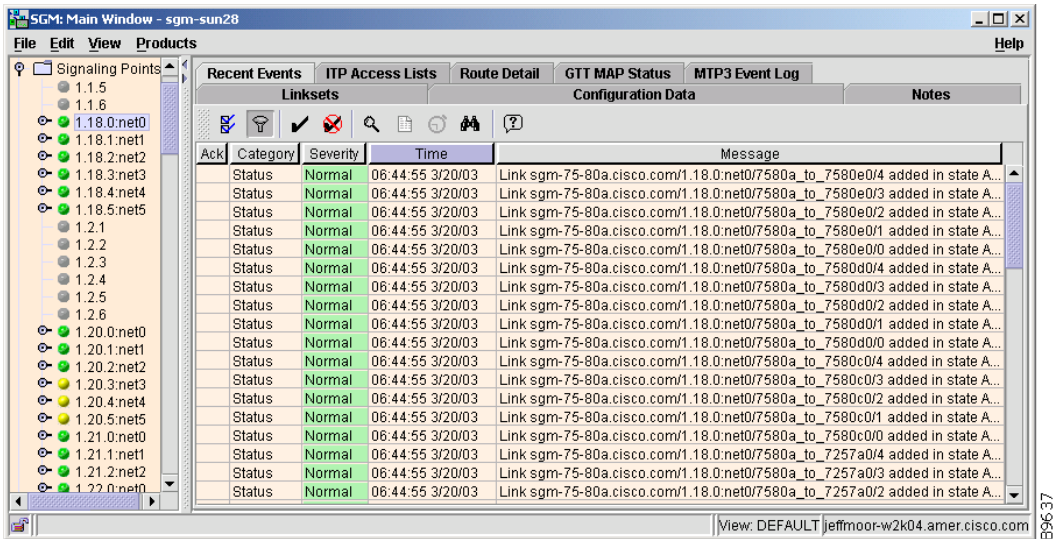 SGM: Main Window - sgm-sun28
File Edit View Products Help
Signaling Points
1.1.5
1.1.6
1.18.0:net0
1.18.1:net1
1.18.2:net2
1.18.3:net3
1.18.4:net4
1.18.5:net5
1.2.1
1.2.2
1.2.3
1.2.4
1.2.5
1.2.6
1.20.0:net0
1.20.1:net1
1.20.2:net2
1.20.3:net3
1.20.4:net4
1.20.5:net5
1.21.0:net0
1.21.1:net1
1.21.2:net2
1.22.0:net0
Recent Events ITP Access Lists Route Detail GTT MAP Status MTP3 Event Log
Linksets Configuration Data Notes
Ack Category Severity Time Message
Status Normal 06:44:55 3/20/03 Link sgm-75-80a.cisco.com/1.18.0:net0/7580a_to_7580e0/4 added in state A...
Status Normal 06:44:55 3/20/03 Link sgm-75-80a.cisco.com/1.18.0:net0/7580a_to_7580e0/3 added in state A...
Status Normal 06:44:55 3/20/03 Link sgm-75-80a.cisco.com/1.18.0:net0/7580a_to_7580e0/2 added in state A...
Status Normal 06:44:55 3/20/03 Link sgm-75-80a.cisco.com/1.18.0:net0/7580a_to_7580e0/1 added in state A...
Status Normal 06:44:55 3/20/03 Link sgm-75-80a.cisco.com/1.18.0:net0/7580a_to_7580e0/0 added in state A...
Status Normal 06:44:55 3/20/03 Link sgm-75-80a.cisco.com/1.18.0:net0/7580a_to_7580d0/4 added in state A...
Status Normal 06:44:55 3/20/03 Link sgm-75-80a.cisco.com/1.18.0:net0/7580a_to_7580d0/3 added in state A...
Status Normal 06:44:55 3/20/03 Link sgm-75-80a.cisco.com/1.18.0:net0/7580a_to_7580d0/2 added in state A...
Status Normal 06:44:55 3/20/03 Link sgm-75-80a.cisco.com/1.18.0:net0/7580a_to_7580d0/1 added in state A...
Status Normal 06:44:55 3/20/03 Link sgm-75-80a.cisco.com/1.18.0:net0/7580a_to_7580d0/0 added in state A...
Status Normal 06:44:55 3/20/03 Link sgm-75-80a.cisco.com/1.18.0:net0/7580a_to_7580c0/4 added in state A...
Status Normal 06:44:55 3/20/03 Link sgm-75-80a.cisco.com/1.18.0:net0/7580a_to_7580c0/3 added in state A...
Status Normal 06:44:55 3/20/03 Link sgm-75-80a.cisco.com/1.18.0:net0/7580a_to_7580c0/2 added in state A...
Status Normal 06:44:55 3/20/03 Link sgm-75-80a.cisco.com/1.18.0:net0/7580a_to_7580c0/1 added in state A...
Status Normal 06:44:55 3/20/03 Link sgm-75-80a.cisco.com/1.18.0:net0/7580a_to_7580c0/0 added in state A...
Status Normal 06:44:55 3/20/03 Link sgm-75-80a.cisco.com/1.18.0:net0/7580a_to_7257a0/4 added in state A...
Status Normal 06:44:55 3/20/03 Link sgm-75-80a.cisco.com/1.18.0:net0/7580a_to_7257a0/3 added in state A...
Status Normal 06:44:55 3/20/03 Link sgm-75-80a.cisco.com/1.18.0:net0/7580a_to_7257a0/2 added in state A...
View: DEFAULT jeffmoor-w2k04.amer.cisco.com
89637